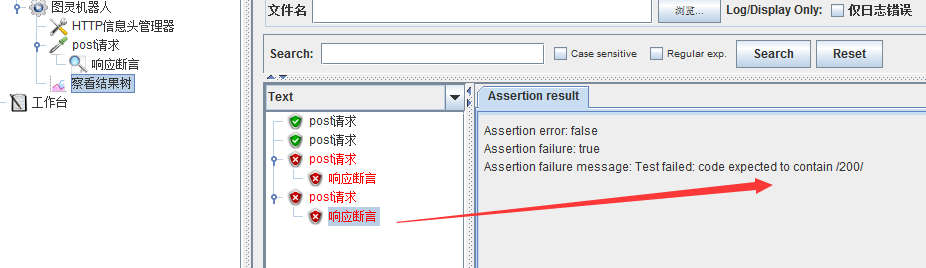 图灵机器人
HTTP信息头管理器
post请求
响应断言
察看结果树
工作台
文件名
浏览...
Log/Display Only:
仅日志错误
Search:
Case sensitive
Regular exp.
Search
Reset
Text
post请求
post请求
post请求
响应断言
post请求
响应断言
Assertion result
Assertion error: false
Assertion failure: true
Assertion failure message: Test failed: code expected to contain /200/